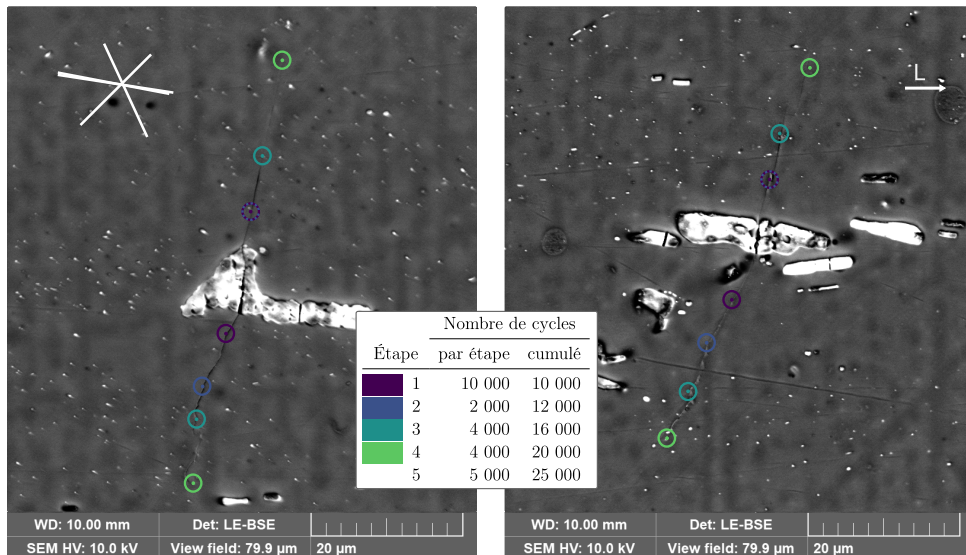 L
Nombre de cycles
Étape par étape cumulé
1 10 000 10 000
2 2 000 12 000
3 4 000 16 000
4 4 000 20 000
5 5 000 25 000
WD: 10.00 mm Det: LE-BSE
SEM HV: 10.0 kV View field: 79.9 µm 20 µm
WD: 10.00 mm Det: LE-BSE
SEM HV: 10.0 kV View field: 79.9 µm 20 µm